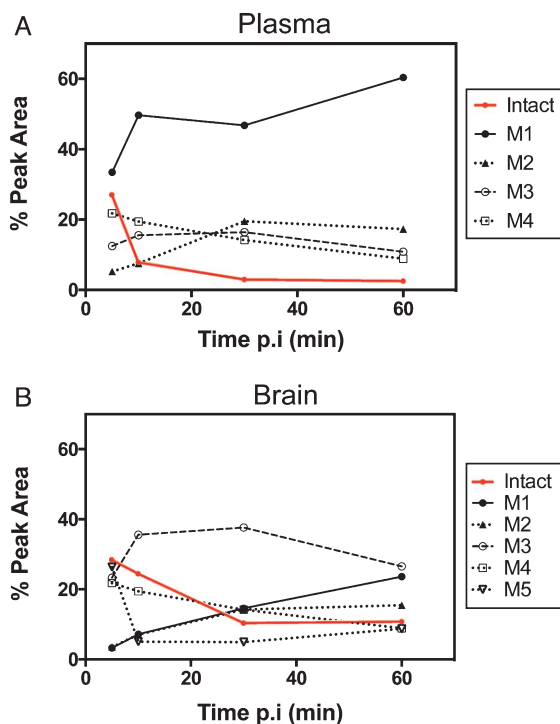 A
Plasma
% Peak Area
60
40
20
0
0
20
40
60
Time p.i (min)
Intact
M1
M2
M3
M4
B
Brain
% Peak Area
60
40
20
0
0
20
40
60
Time p.i (min)
Intact
M1
M2
M3
M4
M5